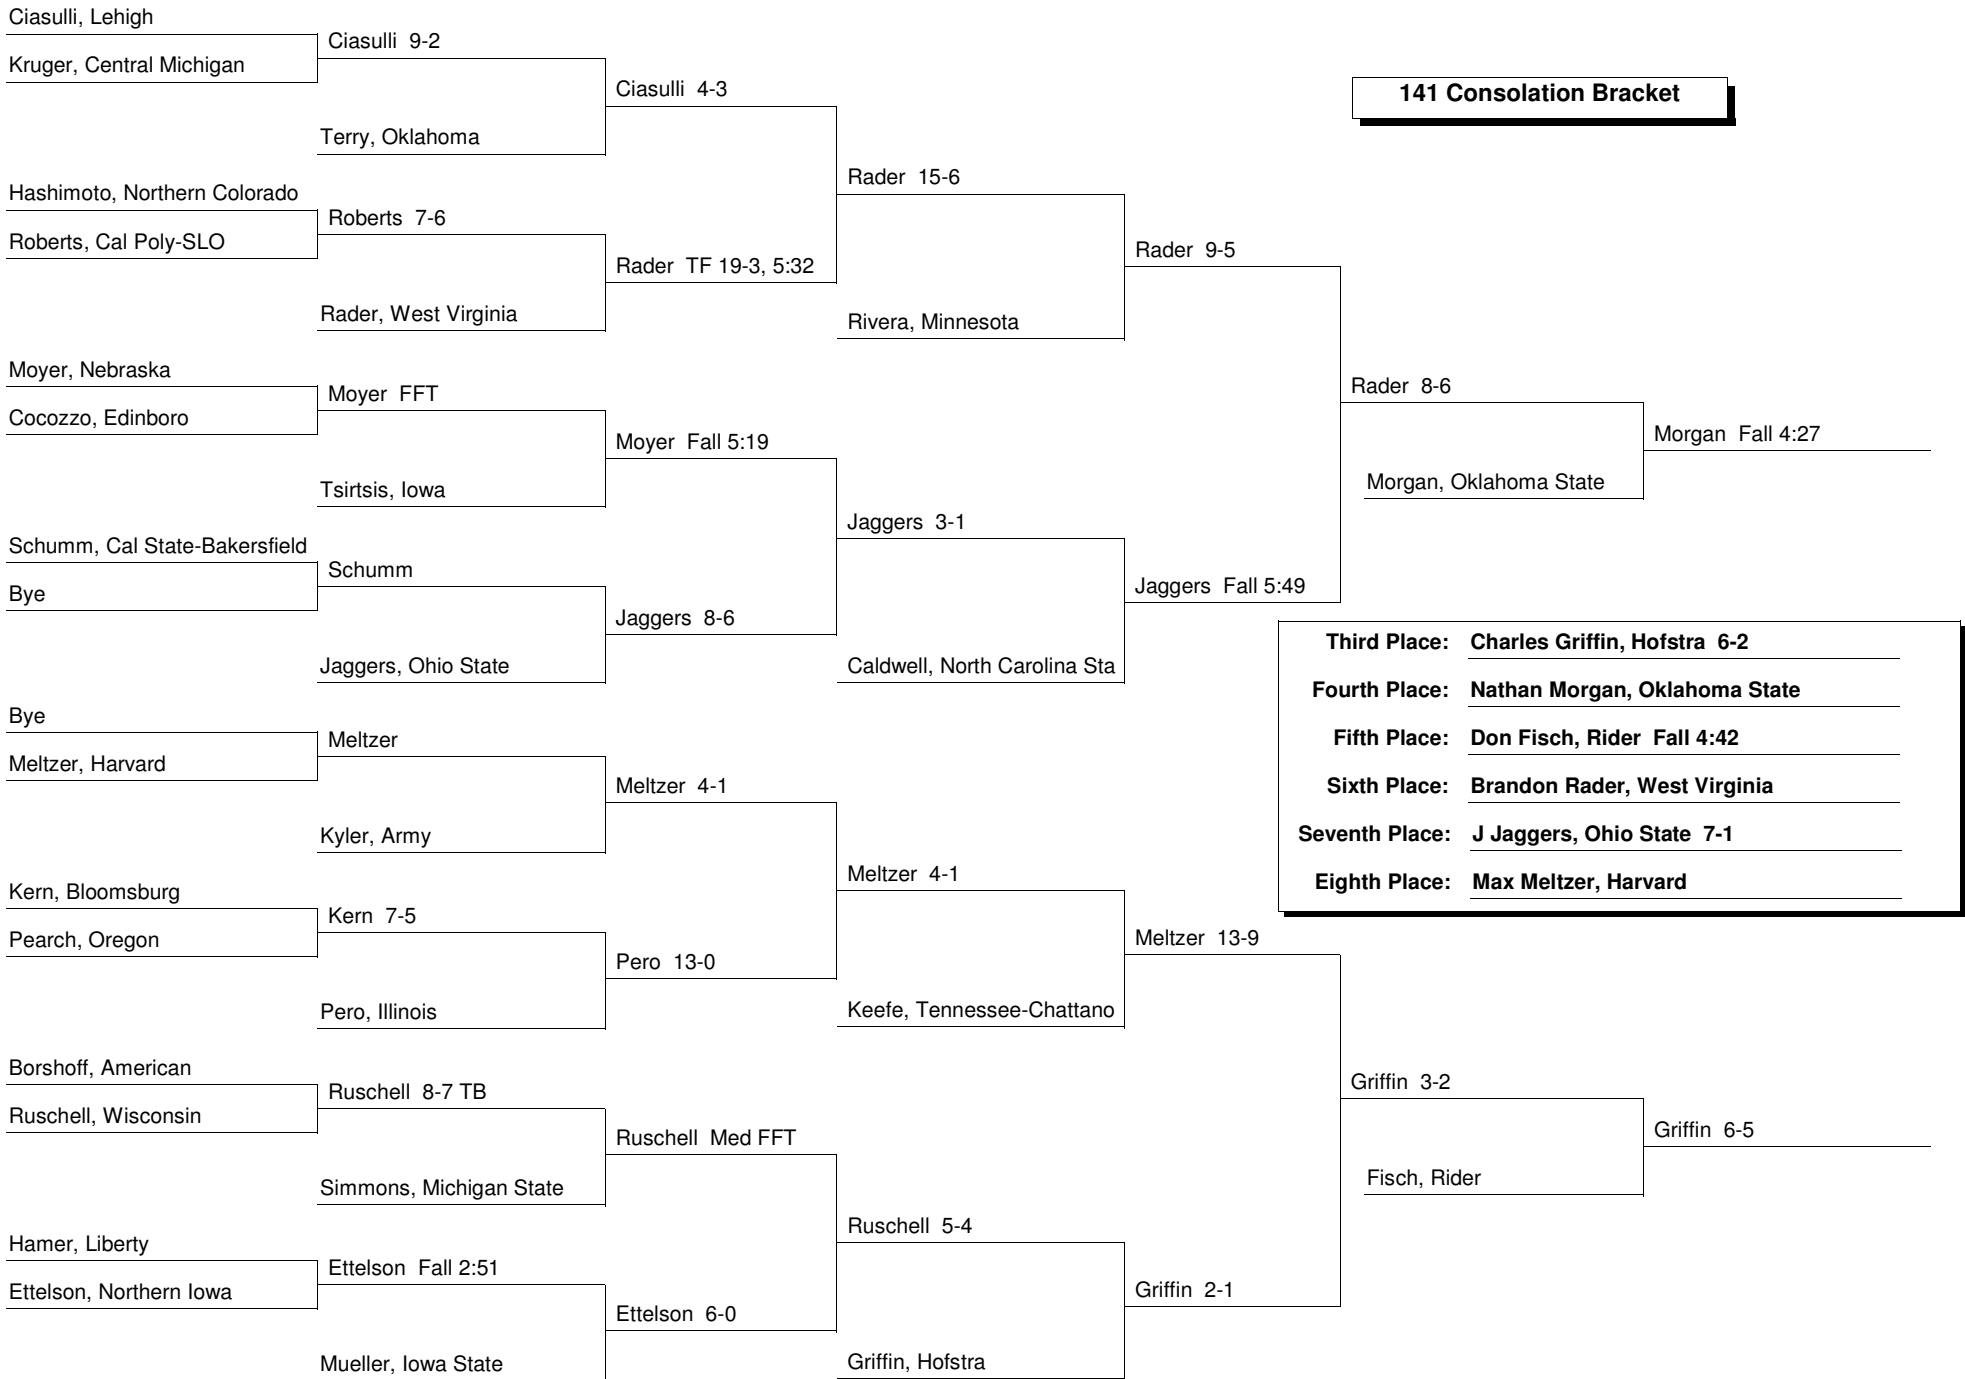 Ciasulli, Lehigh
Ciasulli 9-2
Kruger, Central Michigan
Ciasulli 4-3
141 Consolation Bracket
Terry, Oklahoma
Rader 15-6
Hashimoto, Northern Colorado
Roberts 7-6
Roberts, Cal Poly-SLO
Rader 9-5
Rader TF 19-3, 5:32
Rader, West Virginia
Rivera, Minnesota
Moyer, Nebraska
Rader 8-6
Moyer FFT
Cocozzo, Edinboro
Morgan Fall 4:27
Moyer Fall 5:19
Tsirtsis, Iowa
Morgan, Oklahoma State
Jaggers 3-1
Schumm, Cal State-Bakersfield
Schumm
Jaggers Fall 5:49
Bye
Jaggers 8-6
Third Place: Charles Griffin, Hofstra 6-2
Jaggers, Ohio State
Caldwell, North Carolina Sta
Fourth Place: Nathan Morgan, Oklahoma State
Bye
Meltzer
Fifth Place: Don Fisch, Rider Fall 4:42
Meltzer, Harvard
Meltzer 4-1
Sixth Place: Brandon Rader, West Virginia
Kyler, Army
Seventh Place: J Jaggers, Ohio State 7-1
Meltzer 4-1
Eighth Place: Max Meltzer, Harvard
Kern, Bloomsburg
Kern 7-5
Pearch, Oregon
Meltzer 13-9
Pero 13-0
Pero, Illinois
Keefe, Tennessee-Chattano
Borshoff, American
Griffin 3-2
Ruschell 8-7 TB
Ruschell, Wisconsin
Griffin 6-5
Ruschell Med FFT
Simmons, Michigan State
Fisch, Rider
Ruschell 5-4
Hamer, Liberty
Ettelson Fall 2:51
Ettelson, Northern Iowa
Griffin 2-1
Ettelson 6-0
Mueller, Iowa State
Griffin, Hofstra